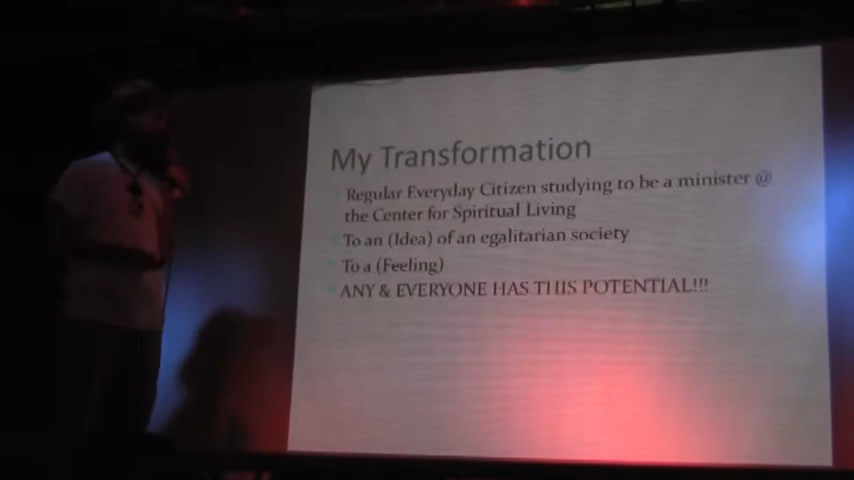 My Transformation
Regular Everyday Citizen studying to be a minister @
the Center for Spiritual Living
To an (Idea) of an egalitarian society
To a (Feeling)
ANY & EVERYONE HAS THIS POTENTIAL!!!